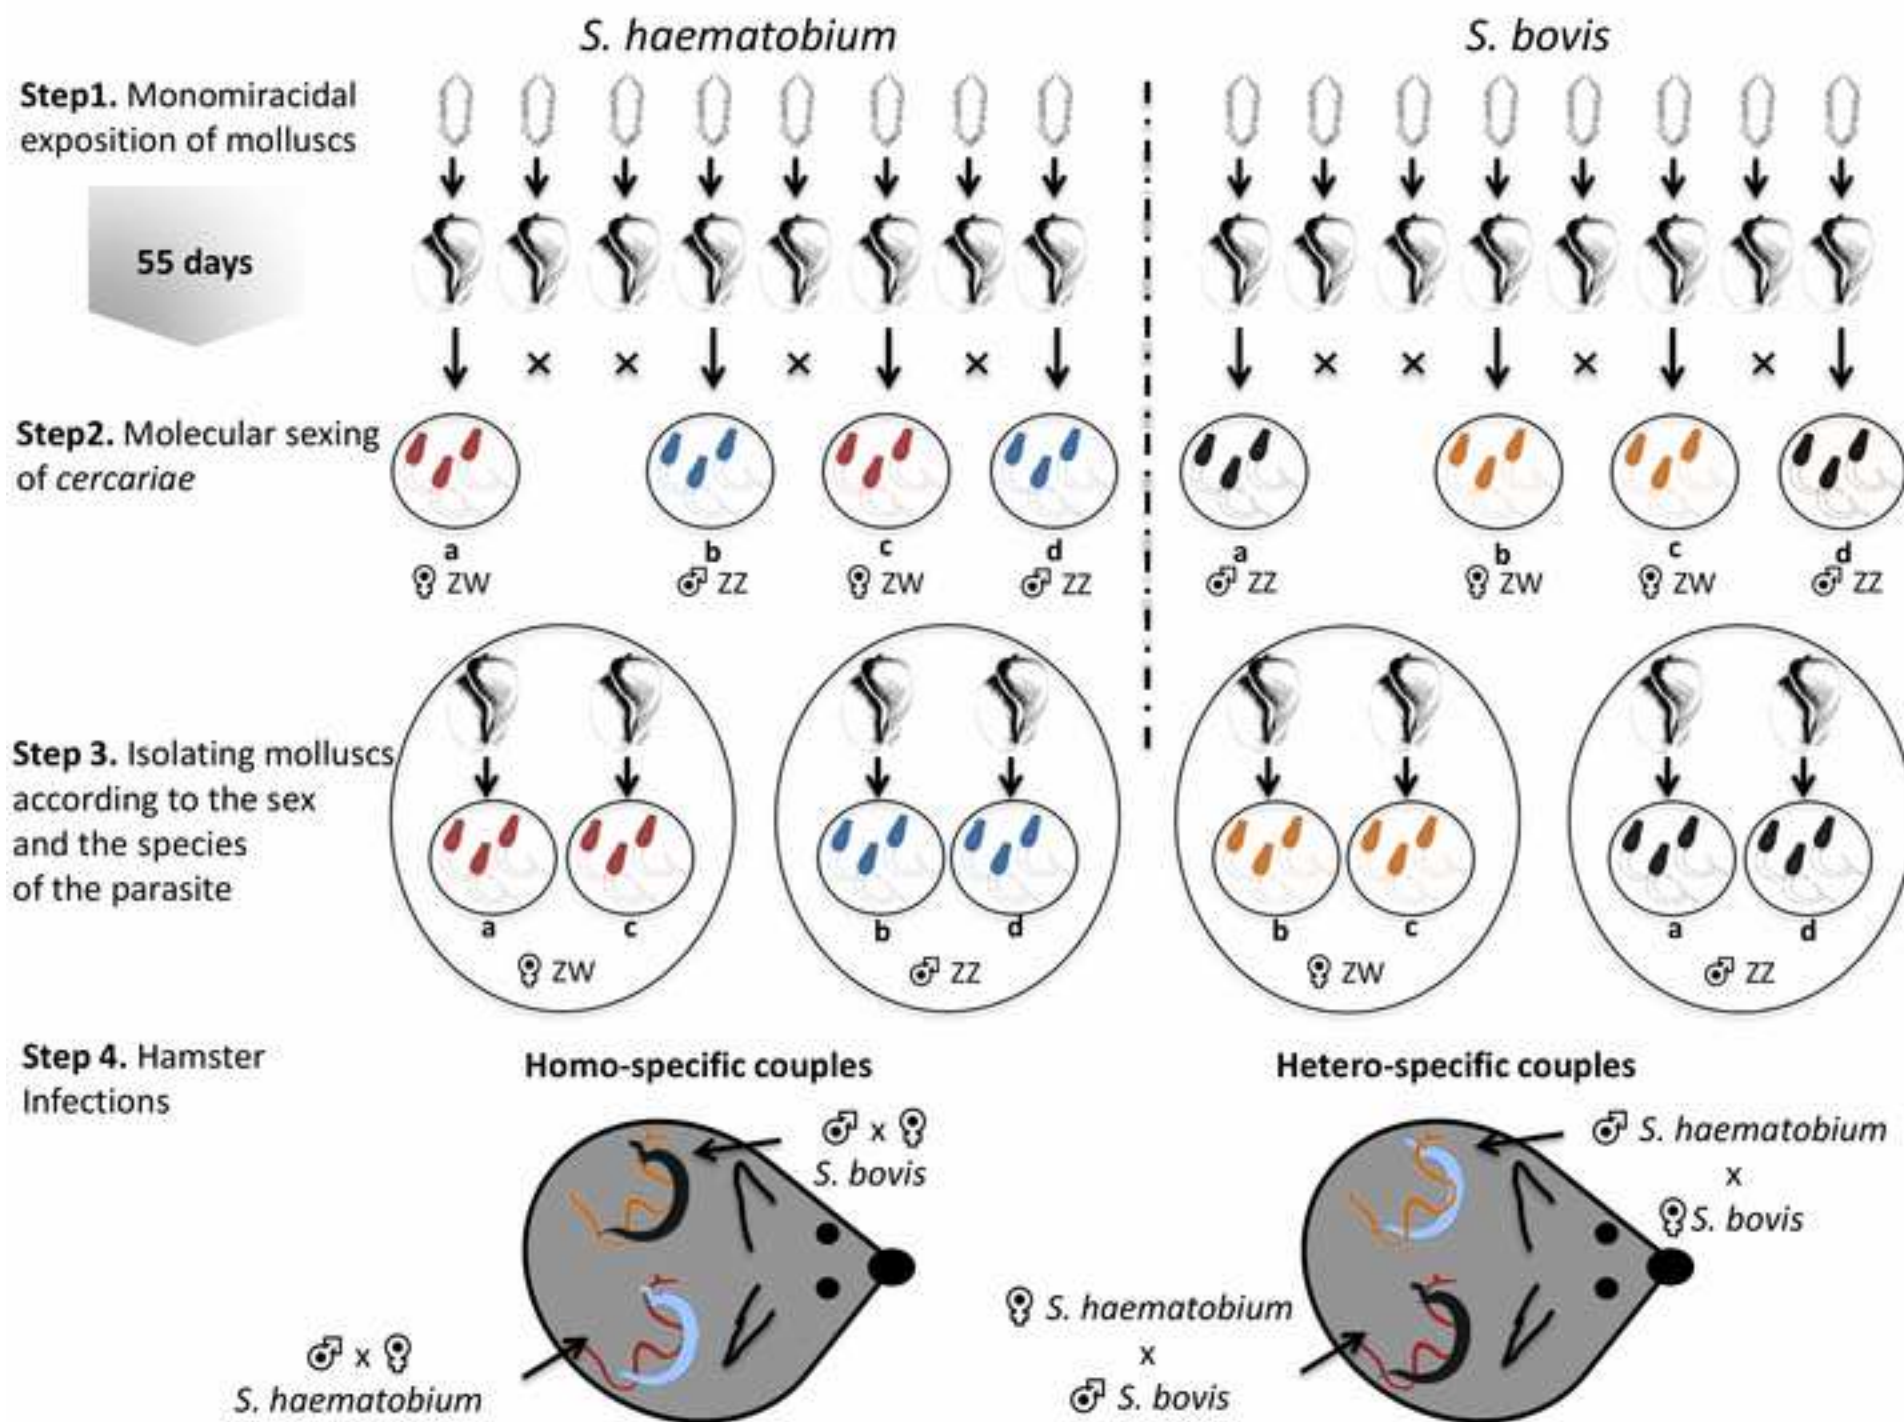 S. haematobium
S. bovis
Step1. Monomiracidal
exposition of molluscs
55 days
× × × ×
× × × ×
Step2. Molecular sexing
of cercariae
a b c d
♀ ZW ♂ ZZ ♀ ZW ♂ ZZ
a b c d
♂ ZZ ♀ ZW ♀ ZW ♂ ZZ
Step 3. Isolating molluscs
according to the sex
and the species
of the parasite
a c
♀ ZW
b d
♂ ZZ
b c
♀ ZW
a d
♂ ZZ
Step 4. Hamster
Infections
Homo-specific couples
♂ x ♀
S. bovis
♂ x ♀
S. haematobium
Hetero-specific couples
♂ S. haematobium
x
♀ S. bovis
♀ S. haematobium
x
♂ S. bovis